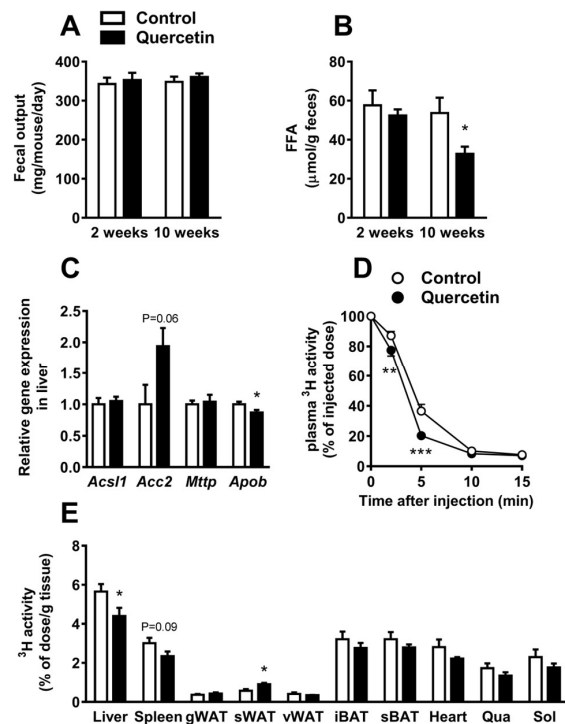 A
Control
Quercetin
Fecal output
(mg/mouse/day)
400
300
200
100
0
2 weeks 10 weeks
B
FFA
(μmol/g feces)
80
60
40
20
0
*
2 weeks 10 weeks
C
Relative gene expression
in liver
2.5
2.0
1.5
1.0
0.5
0.0
P=0.06
*
Acsl1 Acc2 Mttp Apob
D
Control
Quercetin
plasma ³H activity
(% of injected dose)
100
80
60
40
20
0
**
***
0 5 10 15
Time after injection (min)
E
³H activity
(% of dose/g tissue)
8
6
4
2
0
*
P=0.09
*
Liver Spleen gWAT sWAT vWAT iBAT sBAT Heart Qua Sol